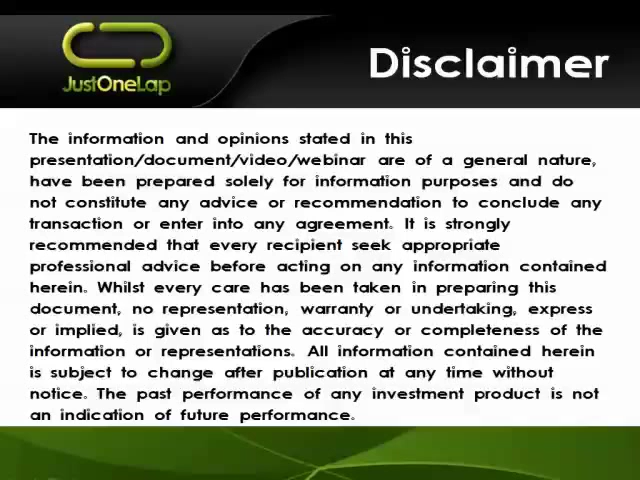 JustOneLap
Disclaimer
The information and opinions stated in this
presentation/document/video/webinar are of a general nature,
have been prepared solely for information purposes and do
not constitute any advice or recommendation to conclude any
transaction or enter into any agreement. It is strongly
recommended that every recipient seek appropriate
professional advice before acting on any information contained
herein. Whilst every care has been taken in preparing this
document, no representation, warranty or undertaking, express
or implied, is given as to the accuracy or completeness of the
information or representations. All information contained herein
is subject to change after publication at any time without
notice. The past performance of any investment product is not
an indication of future performance.